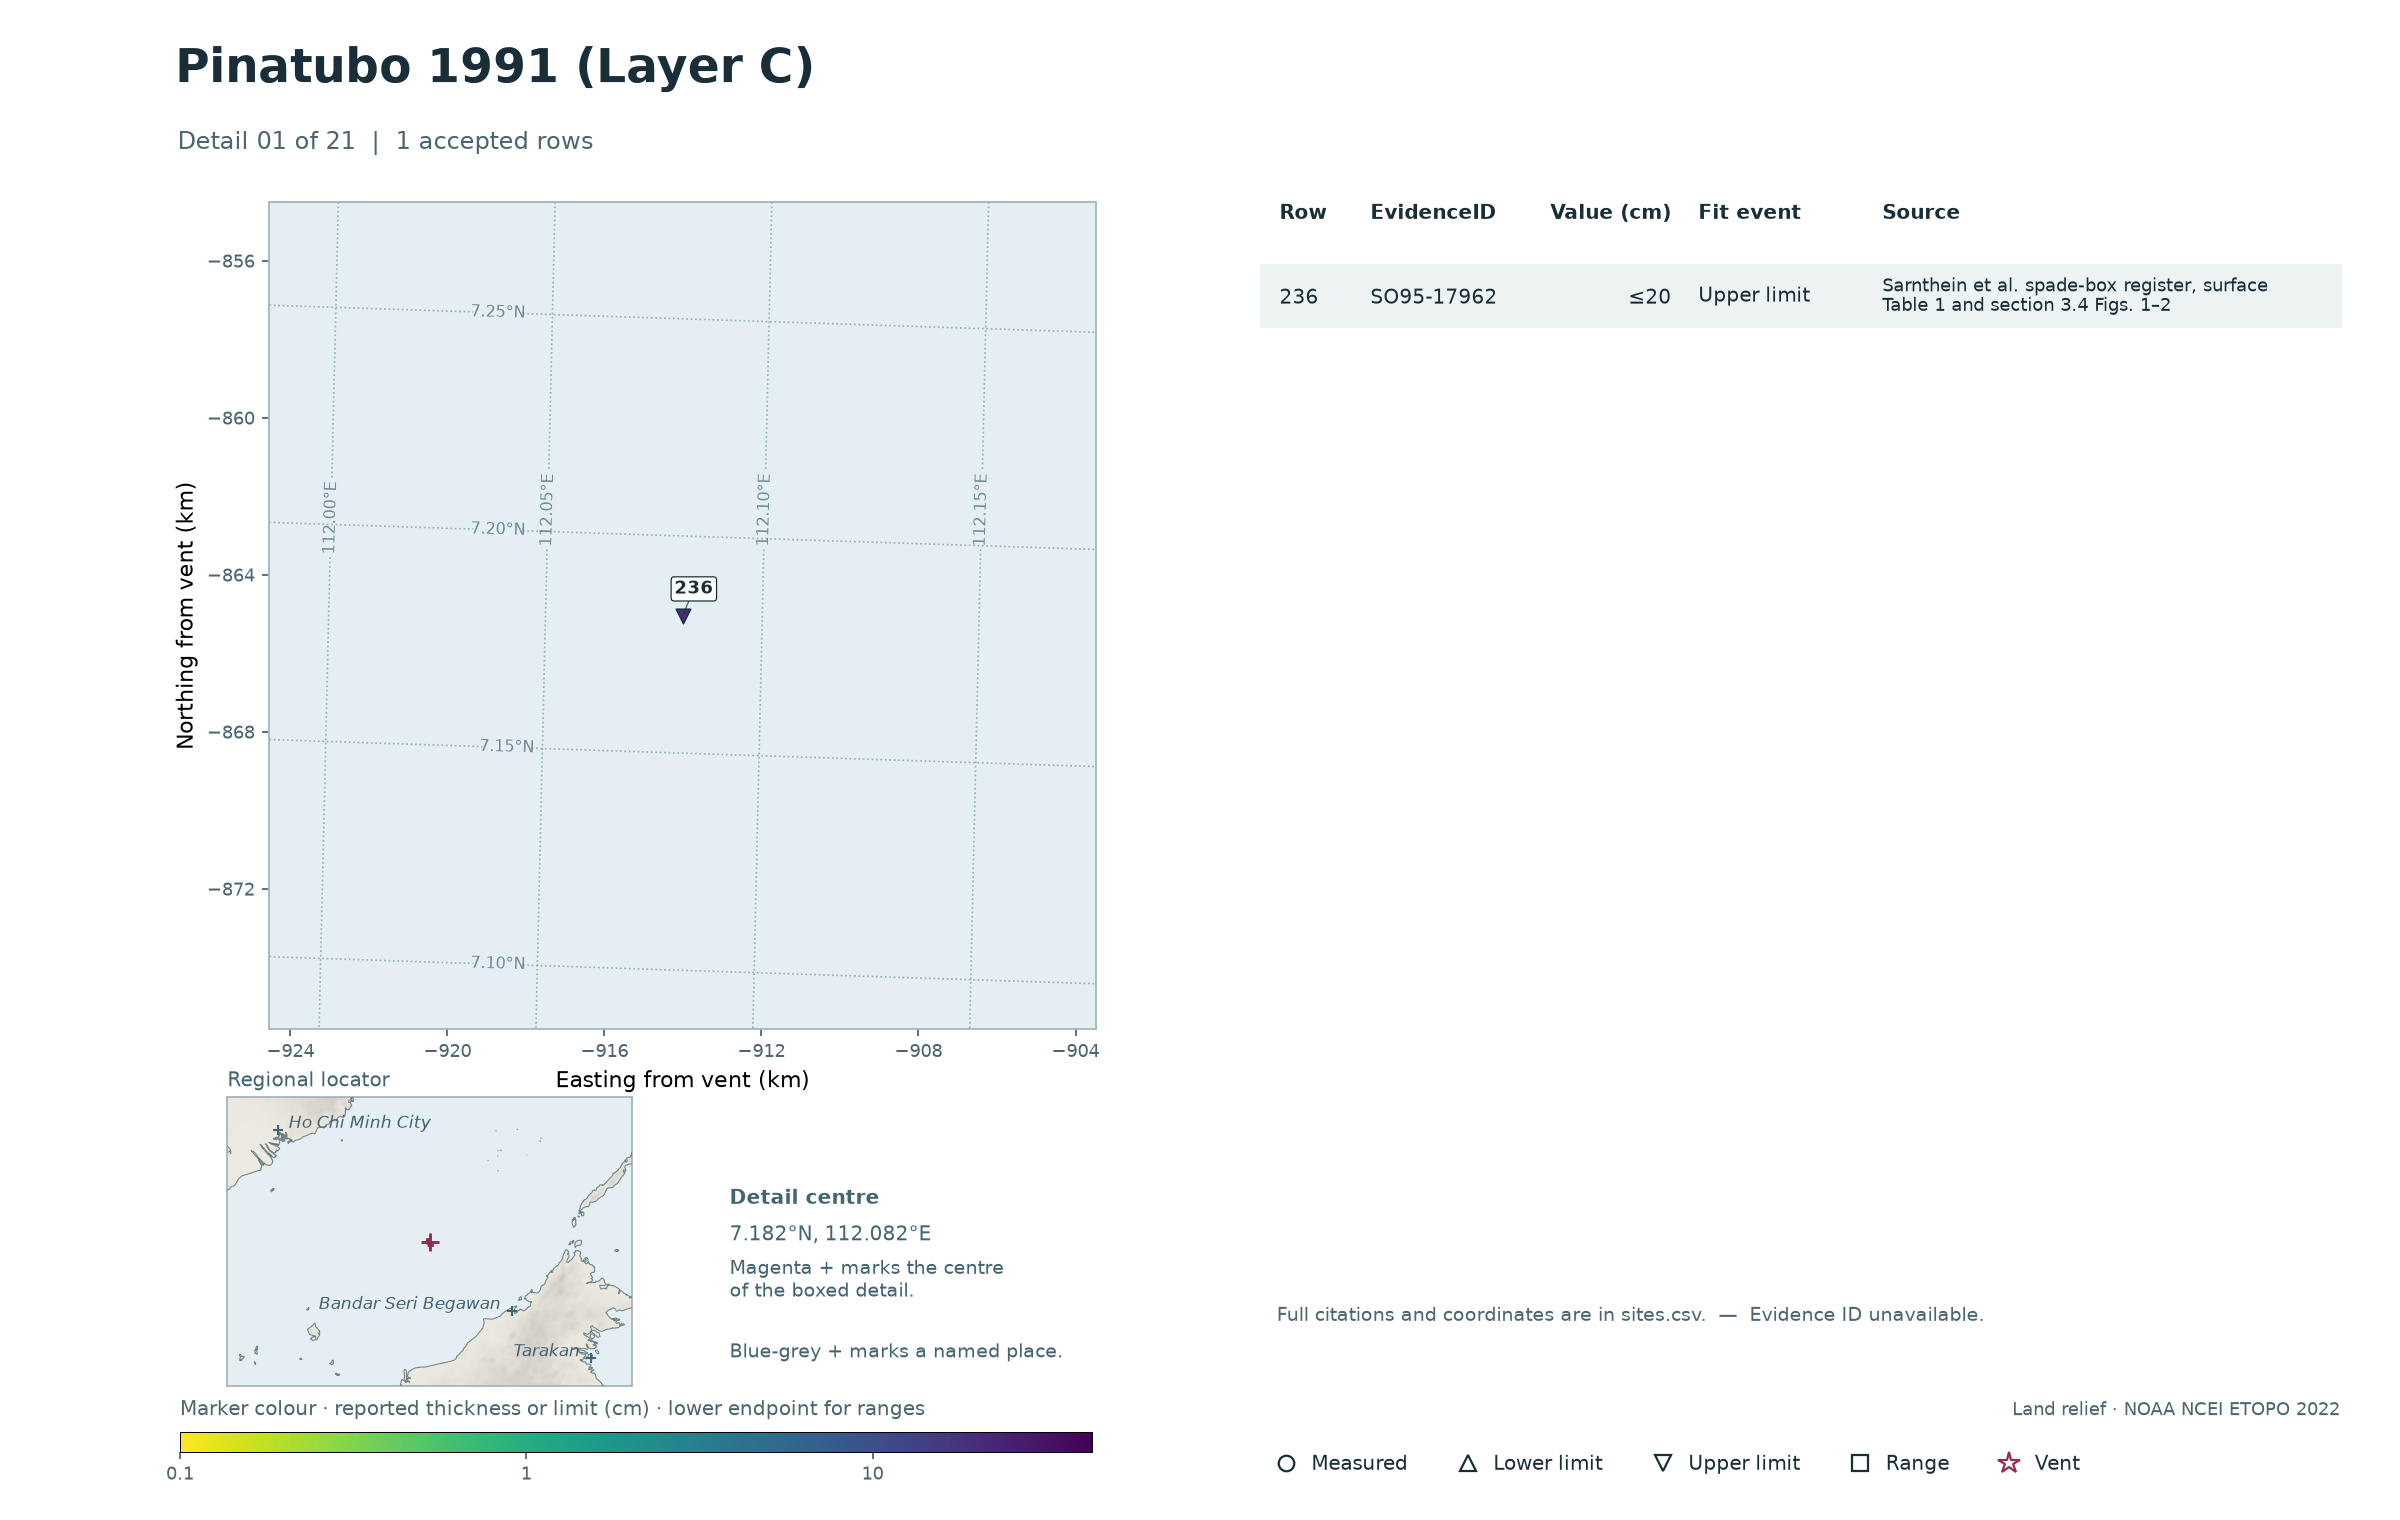 Pinatubo 1991 (Layer C)
Detail 01 of 21 | 1 accepted rows
Row EvidenceID Value (cm) Fit event Source
236 SO95-17962 ≤20 Upper limit Sarnthein et al. spade-box register, surface
Table 1 and section 3.4 Figs. 1–2
Northing from vent (km)
−856
−860
−864
−868
−872
7.25°N
7.20°N
7.15°N
7.10°N
112.00°E
112.05°E
112.10°E
112.15°E
236
−924 −920 −916 −912 −908 −904
Easting from vent (km)
Regional locator
Ho Chi Minh City
Bandar Seri Begawan
Tarakan
Detail centre
7.182°N, 112.082°E
Magenta + marks the centre
of the boxed detail.
Blue-grey + marks a named place.
Full citations and coordinates are in sites.csv. — Evidence ID unavailable.
Marker colour · reported thickness or limit (cm) · lower endpoint for ranges
0.1 1 10
Land relief · NOAA NCEI ETOPO 2022
Measured Lower limit Upper limit Range Vent